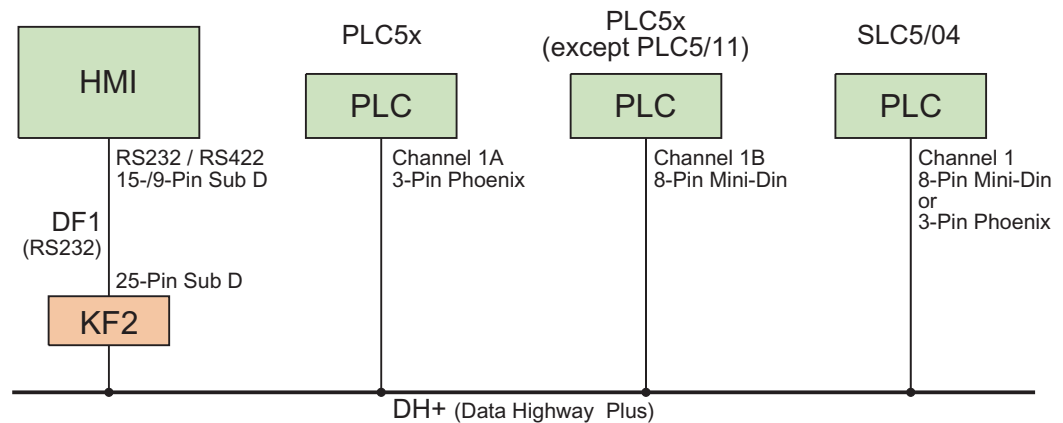 HMI
RS232 / RS422
15-/9-Pin Sub D
DF1
(RS232)
25-Pin Sub D
KF2
PLC5x
PLC
Channel 1A
3-Pin Phoenix
PLC5x
(except PLC5/11)
PLC
Channel 1B
8-Pin Mini-Din
SLC5/04
PLC
Channel 1
8-Pin Mini-Din
or
3-Pin Phoenix
DH+ (Data Highway Plus)